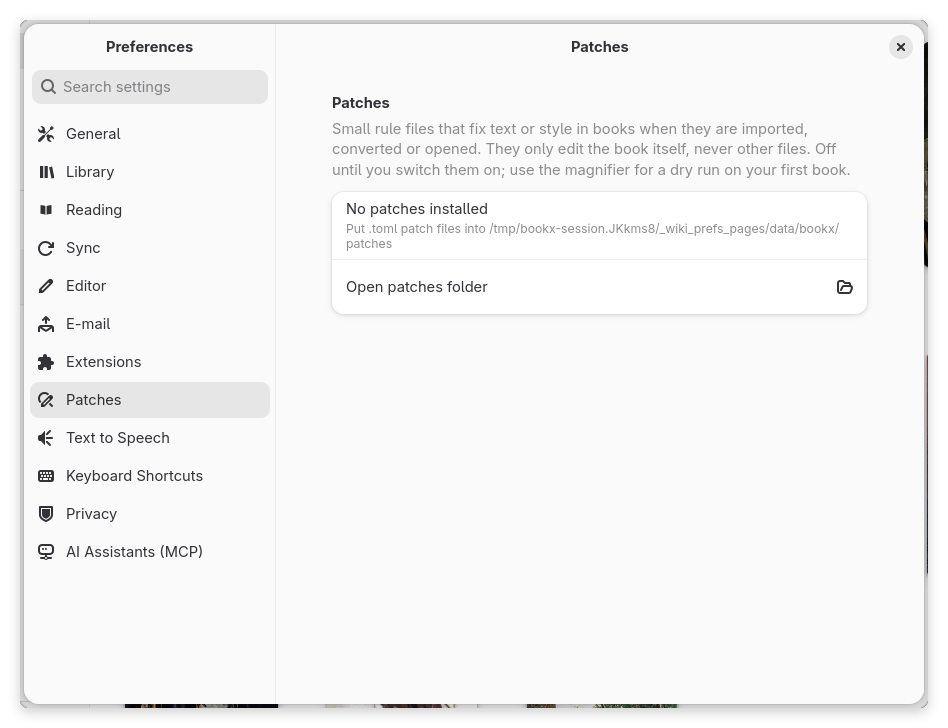 Preferences
Search settings
General
Library
Reading
Sync
Editor
E-mail
Extensions
Patches
Text to Speech
Keyboard Shortcuts
Privacy
AI Assistants (MCP)
Patches
Patches
Small rule files that fix text or style in books when they are imported,
converted or opened. They only edit the book itself, never other files. Off
until you switch them on; use the magnifier for a dry run on your first book.
No patches installed
Put .toml patch files into /tmp/bookx-session.JKkms8/_wiki_prefs_pages/data/bookx/
patches
Open patches folder